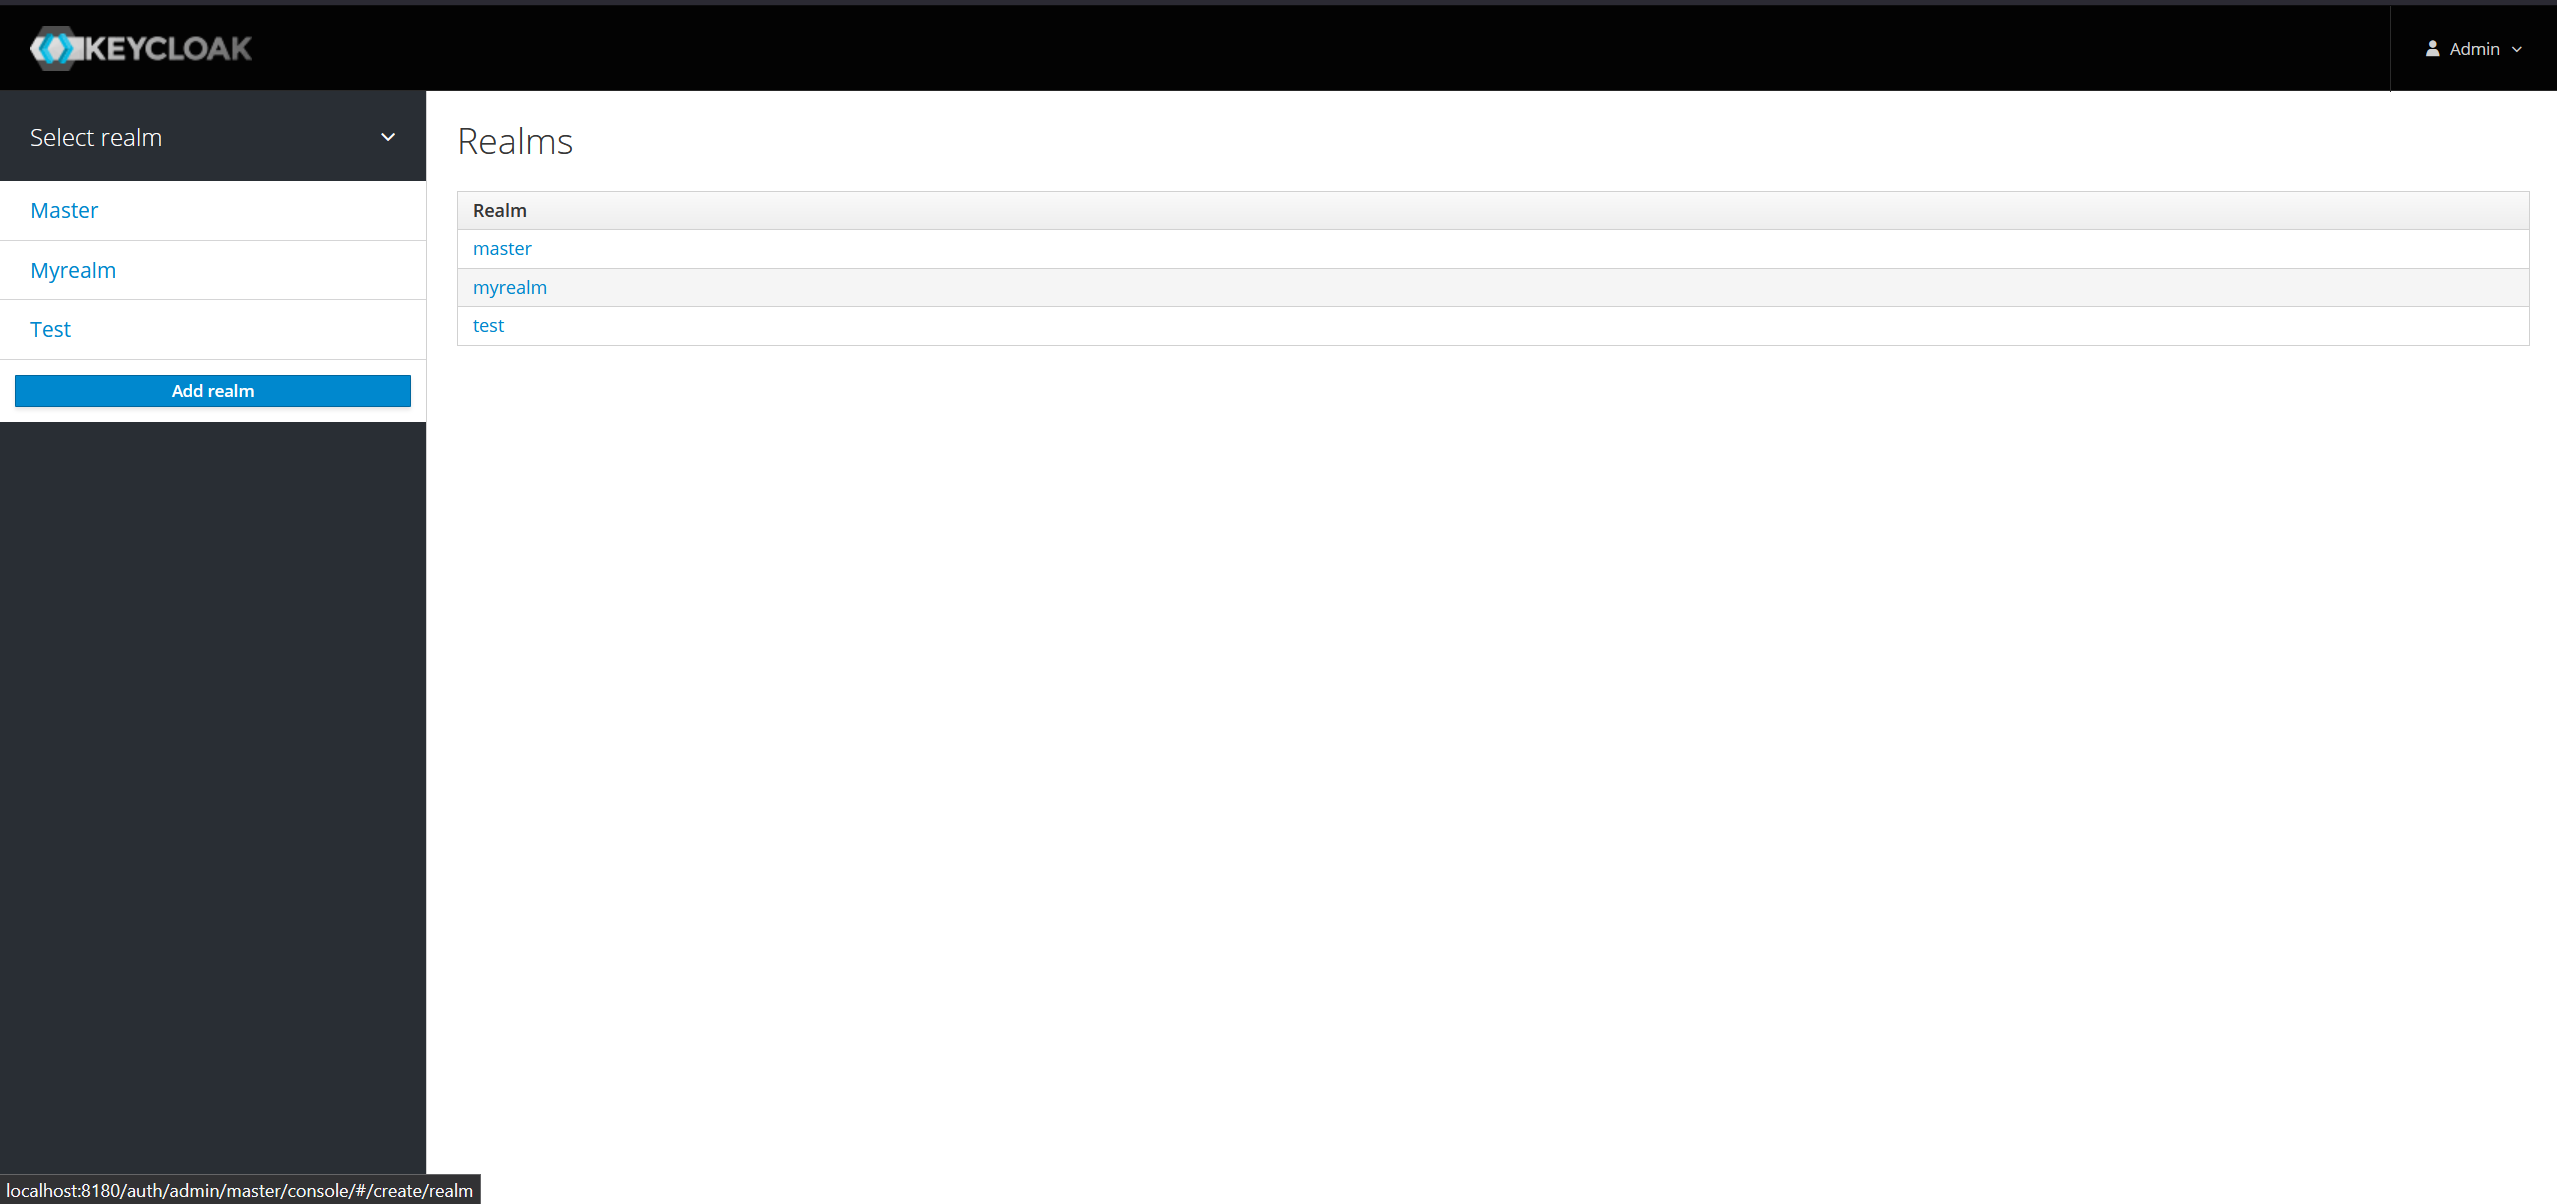 KEYCLOAK
Admin
Select realm
Master
Myrealm
Test
Add realm
Realms
Realm
master
myrealm
test
localhost:8180/auth/admin/master/console/#/create/realm